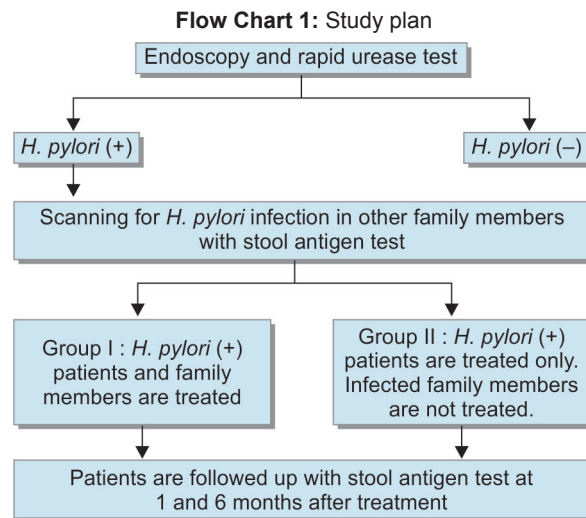 Flow Chart 1: Study plan
Endoscopy and rapid urease test
H. pylori (+)
H. pylori (–)
Scanning for H. pylori infection in other family members
with stool antigen test
Group I : H. pylori (+)
patients and family
members are treated
Group II : H. pylori (+)
patients are treated only.
Infected family members
are not treated.
Patients are followed up with stool antigen test at
1 and 6 months after treatment